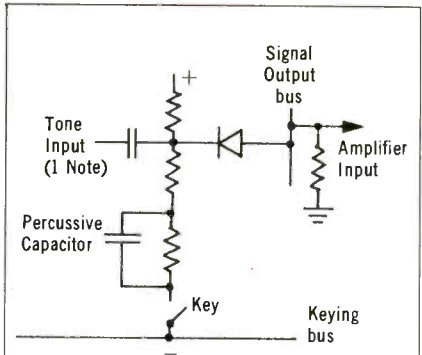 Signal
Output
bus
+
Tone
Input
(1 Note)
Amplifier
Input
Percussive
Capacitor
Key
Keying
bus
−